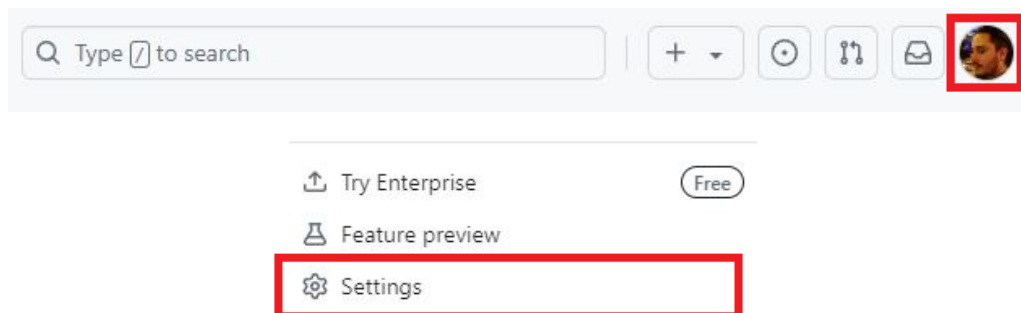 Type / to search
Try Enterprise Free
Feature preview
Settings